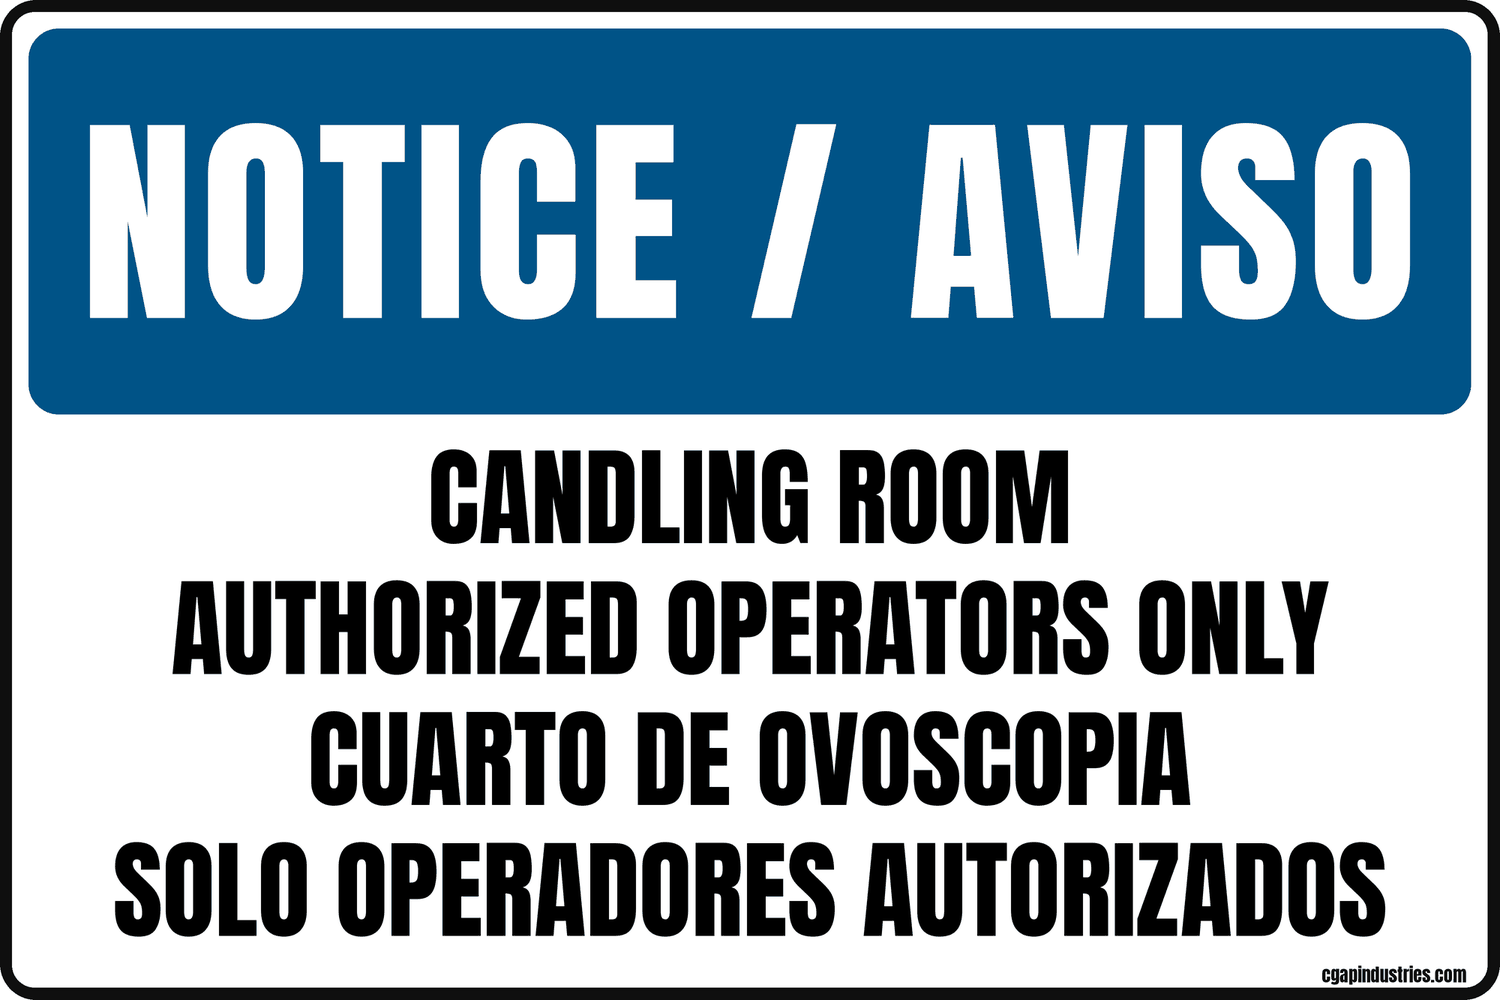 NOTICE / AVISO
CANDLING ROOM
AUTHORIZED OPERATORS ONLY
CUARTO DE OVOSCOPIA
SOLO OPERADORES AUTORIZADOS
cgapindustries.com